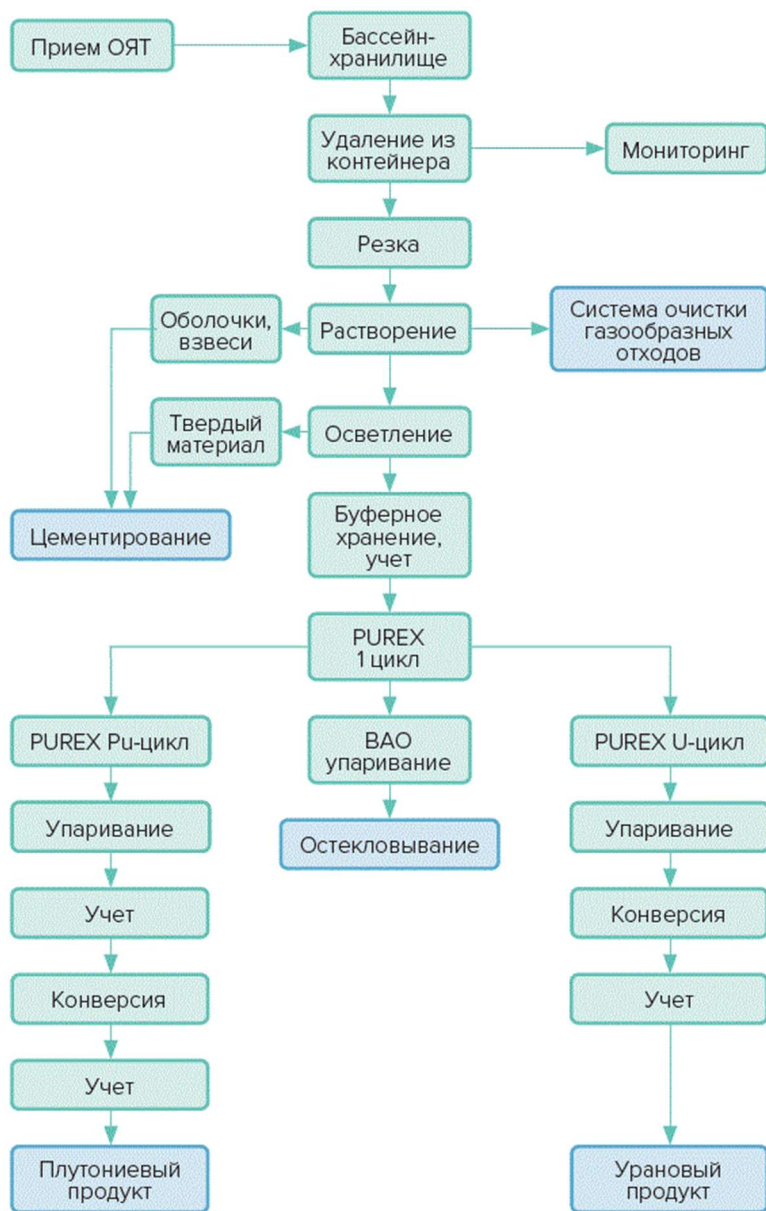 Прием ОЯТ
Бассейн-
хранилище
Удаление из
контейнера
Мониторинг
Резка
Оболочки,
взвеси
Растворение
Система очистки
газообразных
отходов
Твердый
материал
Осветление
Цементирование
Буферное
хранение,
учет
PUREX
1 цикл
PUREX Pu-цикл
ВАО
упаривание
PUREX U-цикл
Упаривание
Остекловывание
Упаривание
Учет
Конверсия
Конверсия
Учет
Учет
Плутониевый
продукт
Урановый
продукт